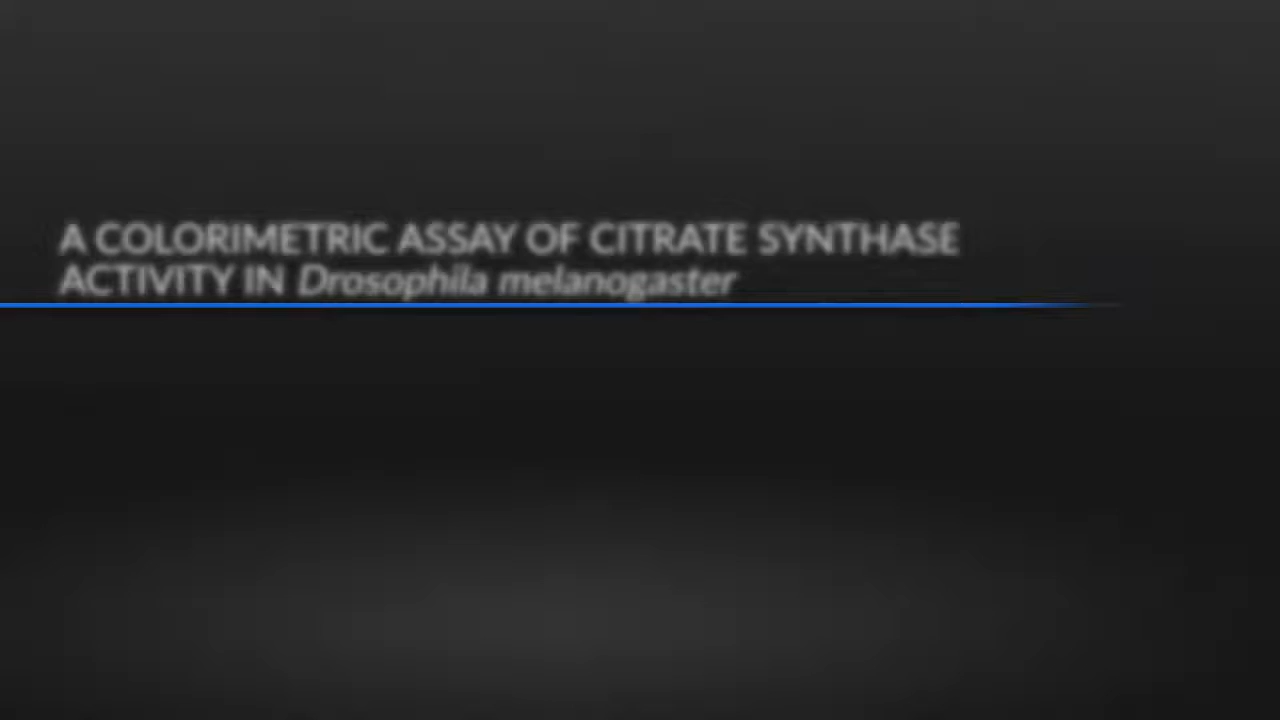 A COLORIMETRIC ASSAY OF CITRATE SYNTHASE
ACTIVITY IN Drosophila melanogaster